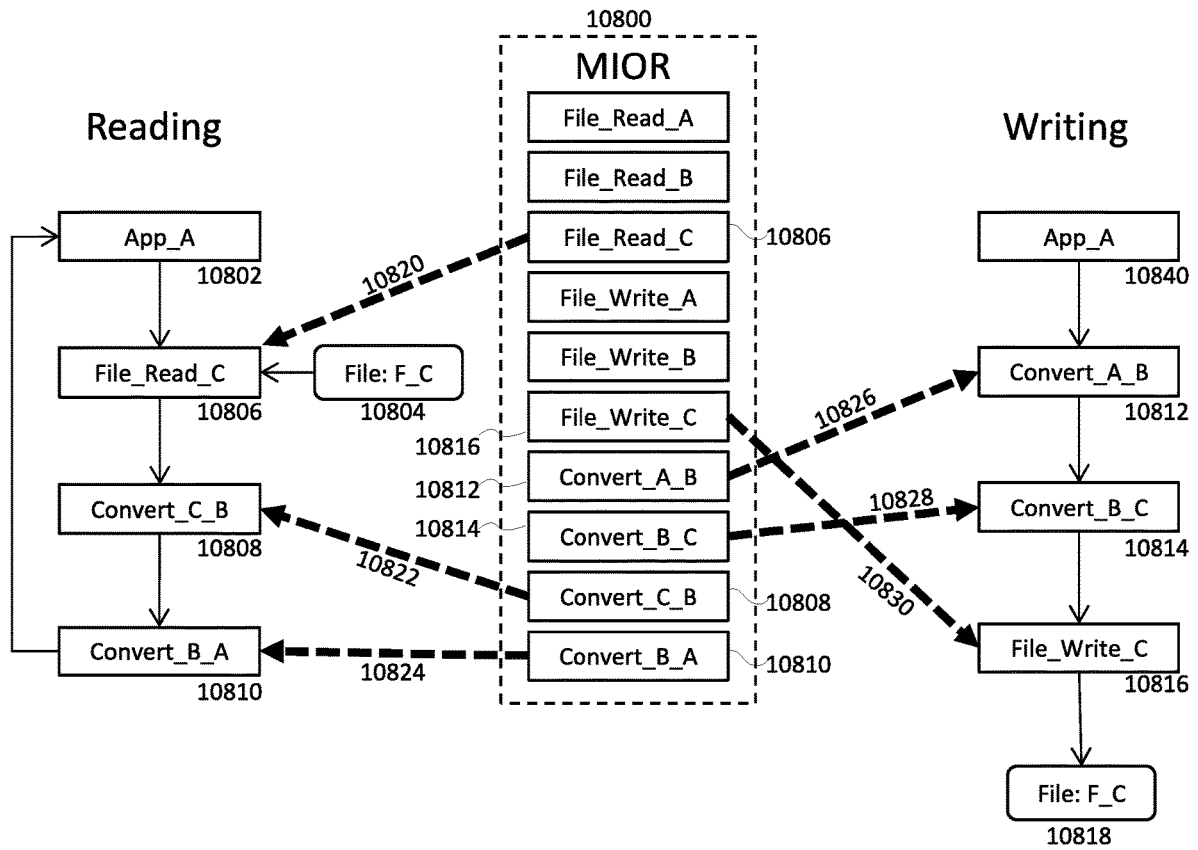 10800
MIOR
Reading
Writing
File_Read_A
File_Read_B
File_Read_C
10806
File_Write_A
File_Write_B
File_Write_C
10816
Convert_A_B
10812
Convert_B_C
10814
Convert_C_B
10808
Convert_B_A
10810
App_A
10802
10820
File_Read_C
10806
File: F_C
10804
Convert_C_B
10808
10822
Convert_B_A
10810
10824
App_A
10840
10826
Convert_A_B
10812
10828
Convert_B_C
10814
10830
File_Write_C
10816
File: F_C
10818